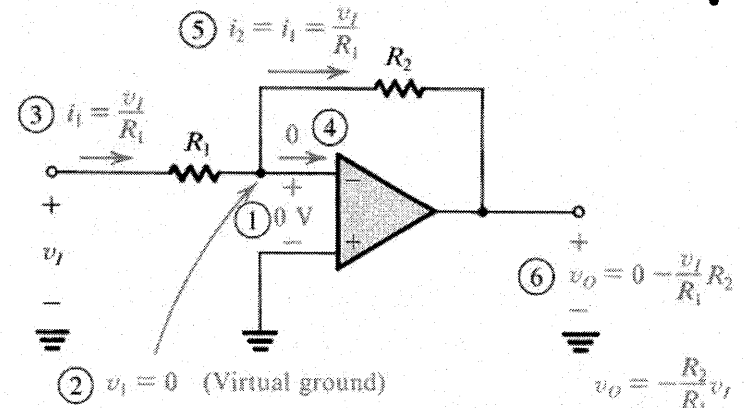 ⑤ i₂ = i₁ = v_I/R₁
R₂
③ i₁ = v_I/R₁
R₁
0 ④
+
① 0 V
−
−
+
+
v_I
−
+
⑥ v_O = 0 − v_I/R₁ R₂
−
② v₁ = 0 (Virtual ground)
v_O = −R₂/R₁ v_I